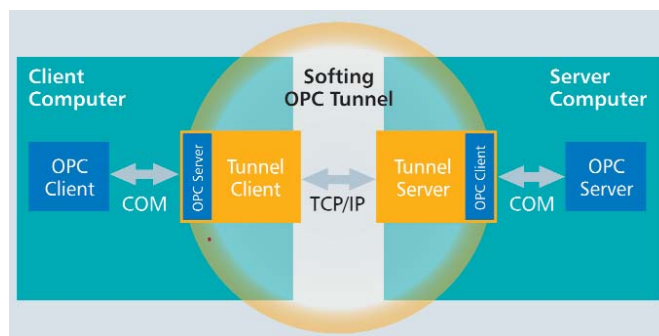 Client
Computer
Softing
OPC Tunnel
Server
Computer
OPC
Client
COM
OPC Server
Tunnel
Client
TCP/IP
Tunnel
Server
OPC Client
COM
OPC
Server